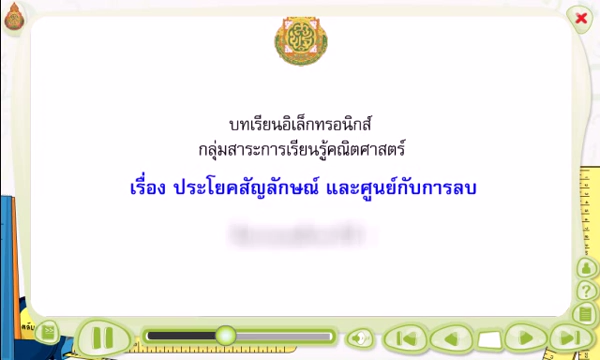 บทเรียนอิเล็กทรอนิกส์
กลุ่มสาระการเรียนรู้คณิตศาสตร์
เรื่อง ประโยคสัญลักษณ์ และศูนย์กับการลบ